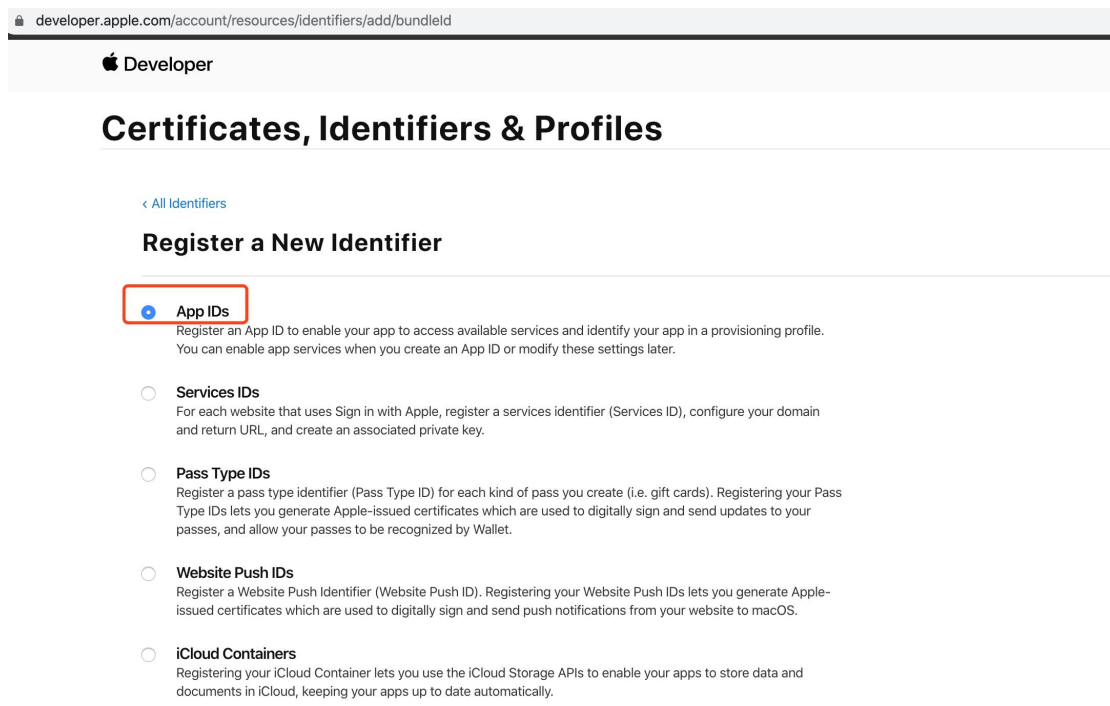 developer.apple.com/account/resources/identifiers/add/bundleId
Developer
Certificates, Identifiers & Profiles
‹ All Identifiers
Register a New Identifier
App IDs
Register an App ID to enable your app to access available services and identify your app in a provisioning profile.
You can enable app services when you create an App ID or modify these settings later.
Services IDs
For each website that uses Sign in with Apple, register a services identifier (Services ID), configure your domain
and return URL, and create an associated private key.
Pass Type IDs
Register a pass type identifier (Pass Type ID) for each kind of pass you create (i.e. gift cards). Registering your Pass
Type IDs lets you generate Apple-issued certificates which are used to digitally sign and send updates to your
passes, and allow your passes to be recognized by Wallet.
Website Push IDs
Register a Website Push Identifier (Website Push ID). Registering your Website Push IDs lets you generate Apple-
issued certificates which are used to digitally sign and send push notifications from your website to macOS.
iCloud Containers
Registering your iCloud Container lets you use the iCloud Storage APIs to enable your apps to store data and
documents in iCloud, keeping your apps up to date automatically.